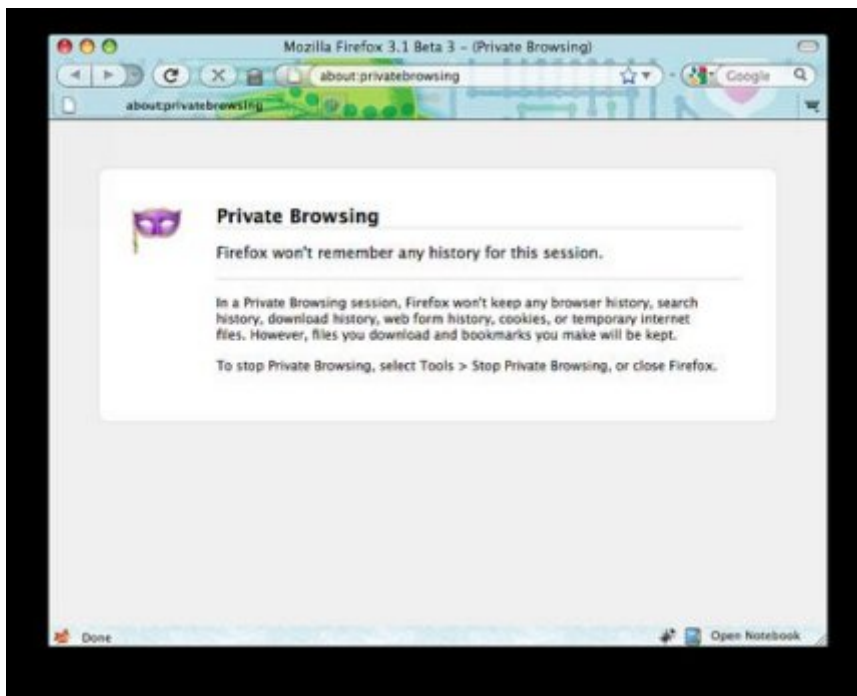 Mozilla Firefox 3.1 Beta 3 – (Private Browsing)
about:privatebrowsing
Google
about:privatebrowsing
Private Browsing
Firefox won't remember any history for this session.
In a Private Browsing session, Firefox won't keep any browser history, search
history, download history, web form history, cookies, or temporary internet
files. However, files you download and bookmarks you make will be kept.
To stop Private Browsing, select Tools > Stop Private Browsing, or close Firefox.
Done
Open Notebook